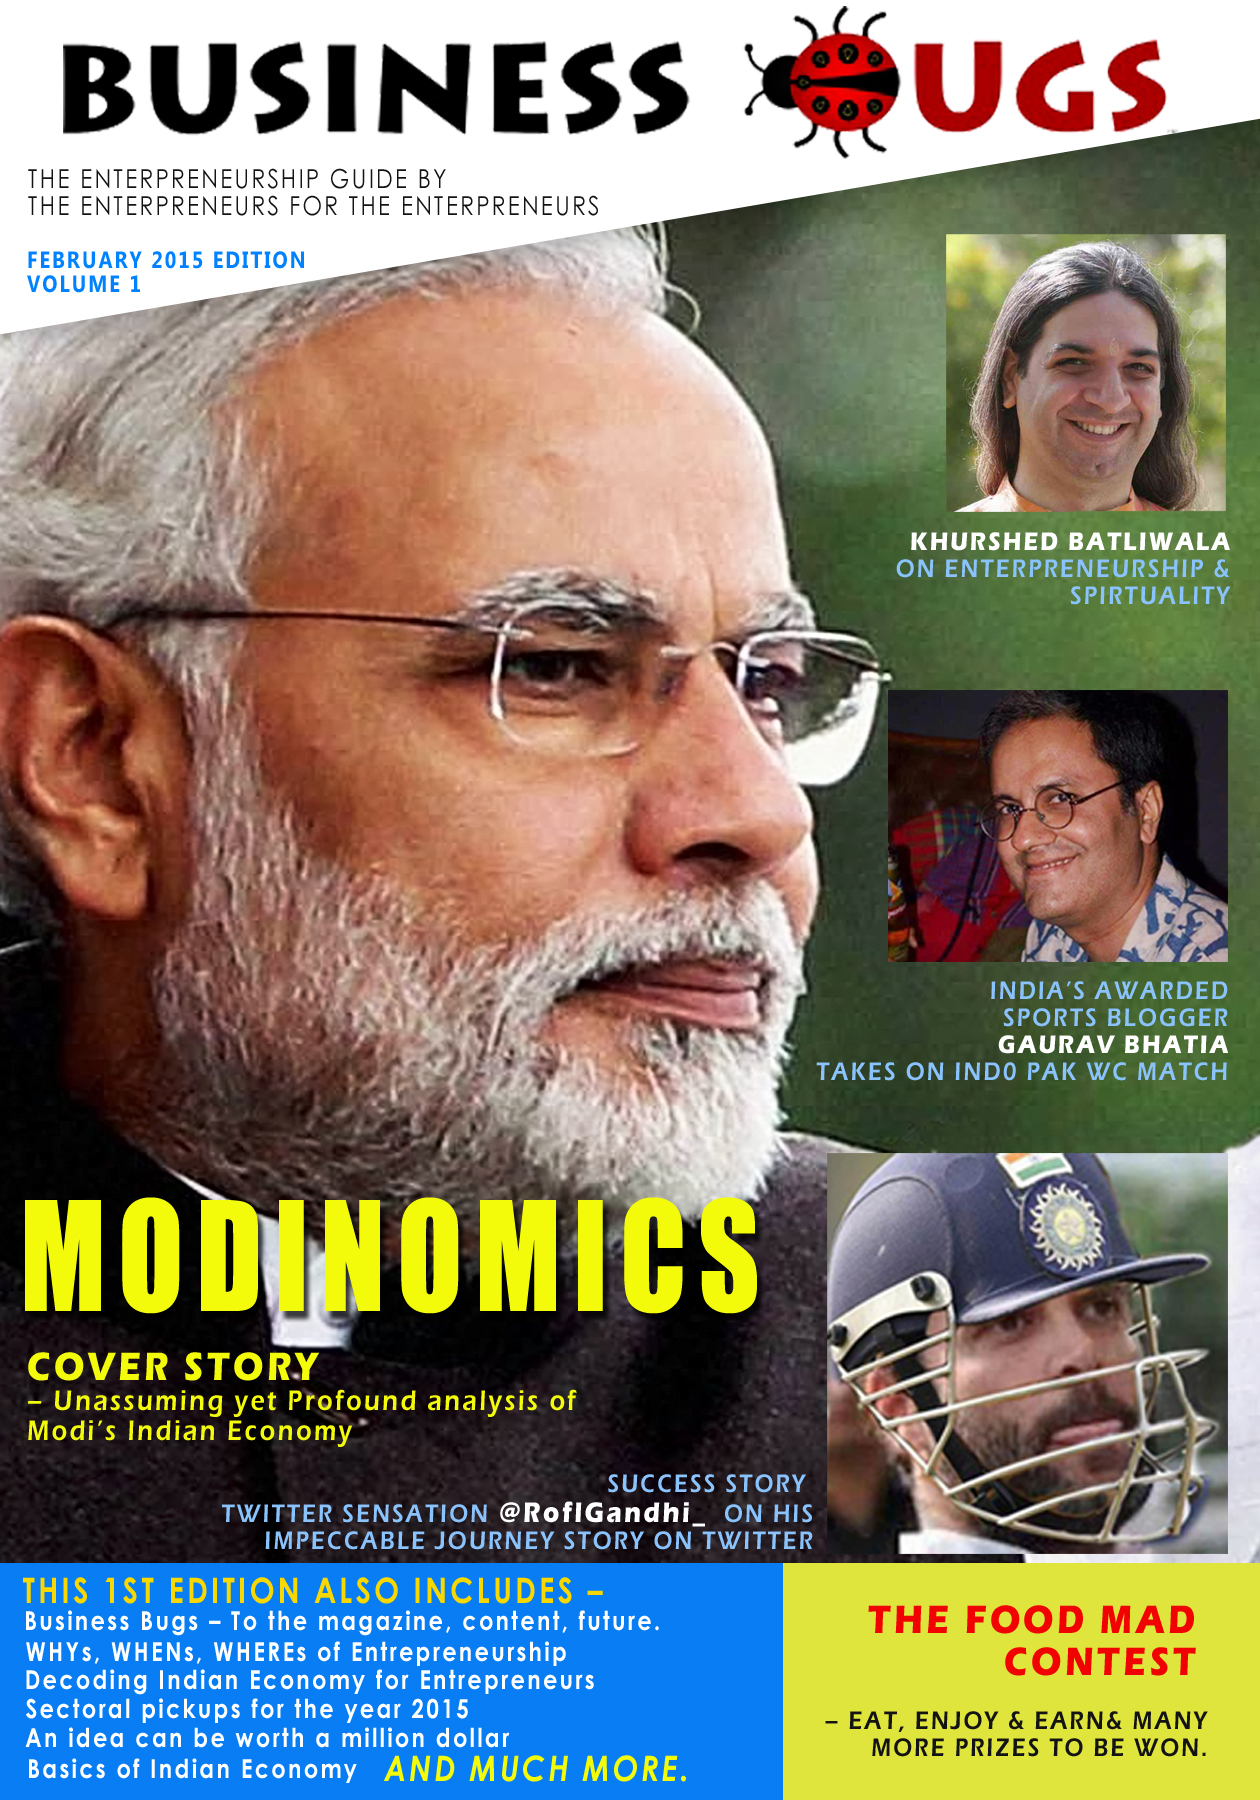 BUSINESS BUGS
THE ENTERPRENEURSHIP GUIDE BY
THE ENTERPRENEURS FOR THE ENTERPRENEURS
FEBRUARY 2015 EDITION
VOLUME 1
KHURSHED BATLIWALA
ON ENTERPRENEURSHIP &
SPIRTUALITY
INDIA'S AWARDED
SPORTS BLOGGER
GAURAV BHATIA
TAKES ON IND0 PAK WC MATCH
MODINOMICS
COVER STORY
– Unassuming yet Profound analysis of
Modi's Indian Economy
SUCCESS STORY
TWITTER SENSATION @RoflGandhi_ ON HIS
IMPECCABLE JOURNEY STORY ON TWITTER
THIS 1ST EDITION ALSO INCLUDES –
Business Bugs – To the magazine, content, future.
WHYs, WHENs, WHEREs of Entrepreneurship
Decoding Indian Economy for Entrepreneurs
Sectoral pickups for the year 2015
An idea can be worth a million dollar
Basics of Indian Economy AND MUCH MORE.
THE FOOD MAD
CONTEST
– EAT, ENJOY & EARN& MANY
MORE PRIZES TO BE WON.